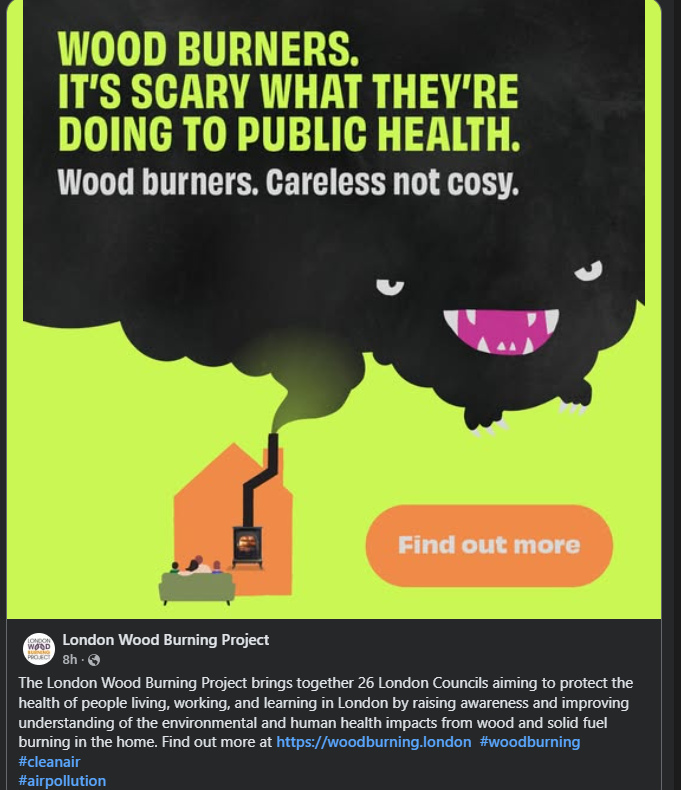 WOOD BURNERS.
IT'S SCARY WHAT THEY'RE
DOING TO PUBLIC HEALTH.
Wood burners. Careless not cosy.
Find out more
LONDON
WOOD
BURNING
PROJECT
London Wood Burning Project
8h ·
The London Wood Burning Project brings together 26 London Councils aiming to protect the
health of people living, working, and learning in London by raising awareness and improving
understanding of the environmental and human health impacts from wood and solid fuel
burning in the home. Find out more at https://woodburning.london #woodburning
#cleanair
#airpollution